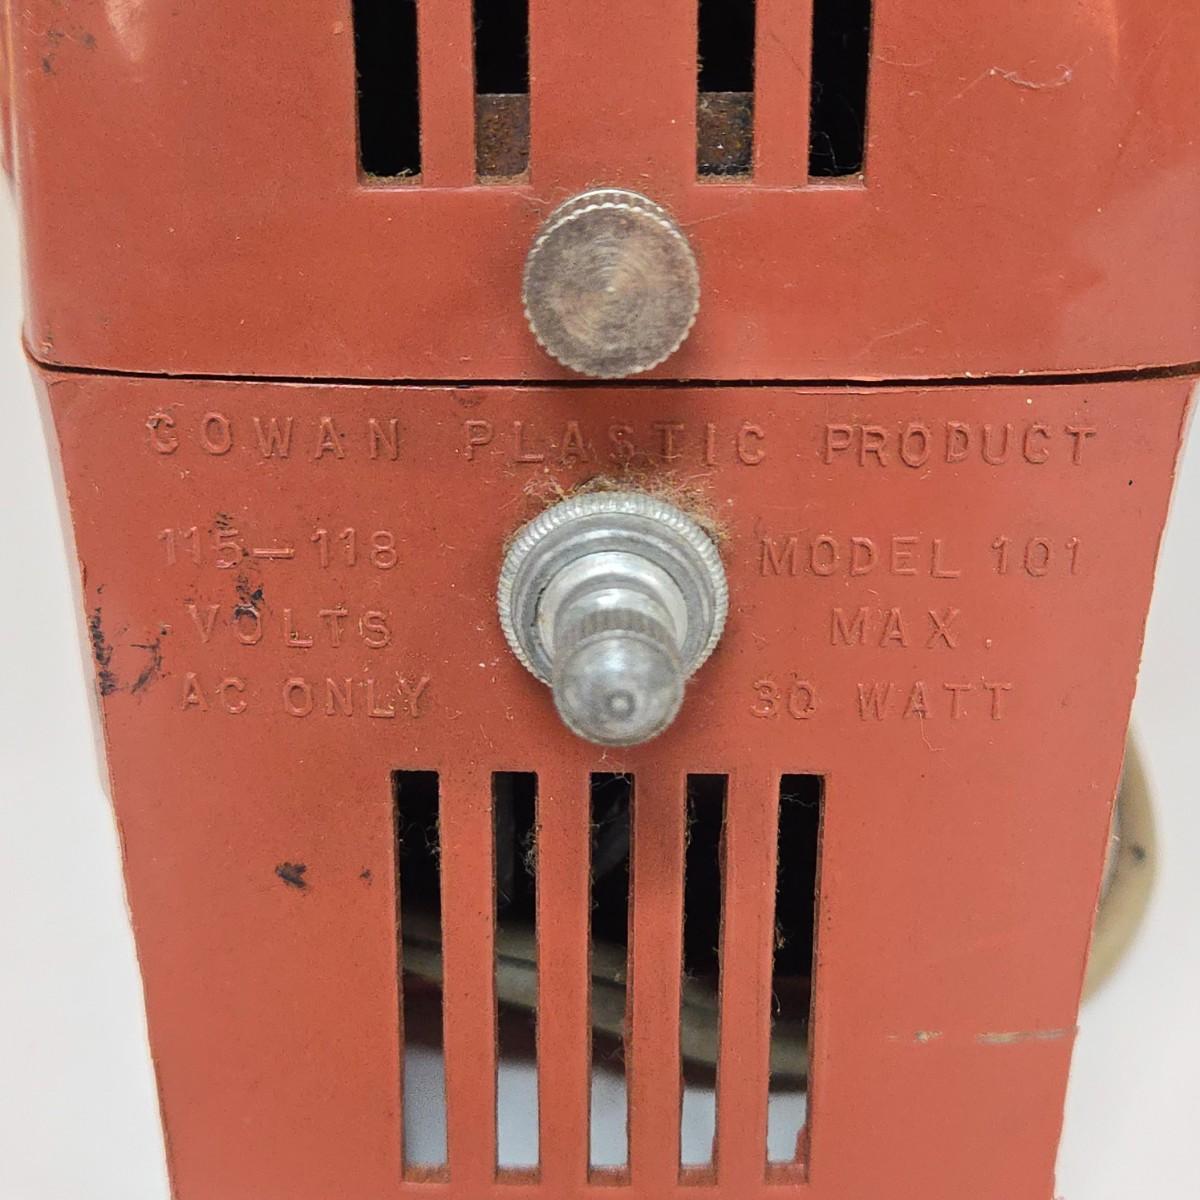 COWAN PLASTIC PRODUCT
115–118 MODEL 101
VOLTS MAX.
AC ONLY 30 WATT